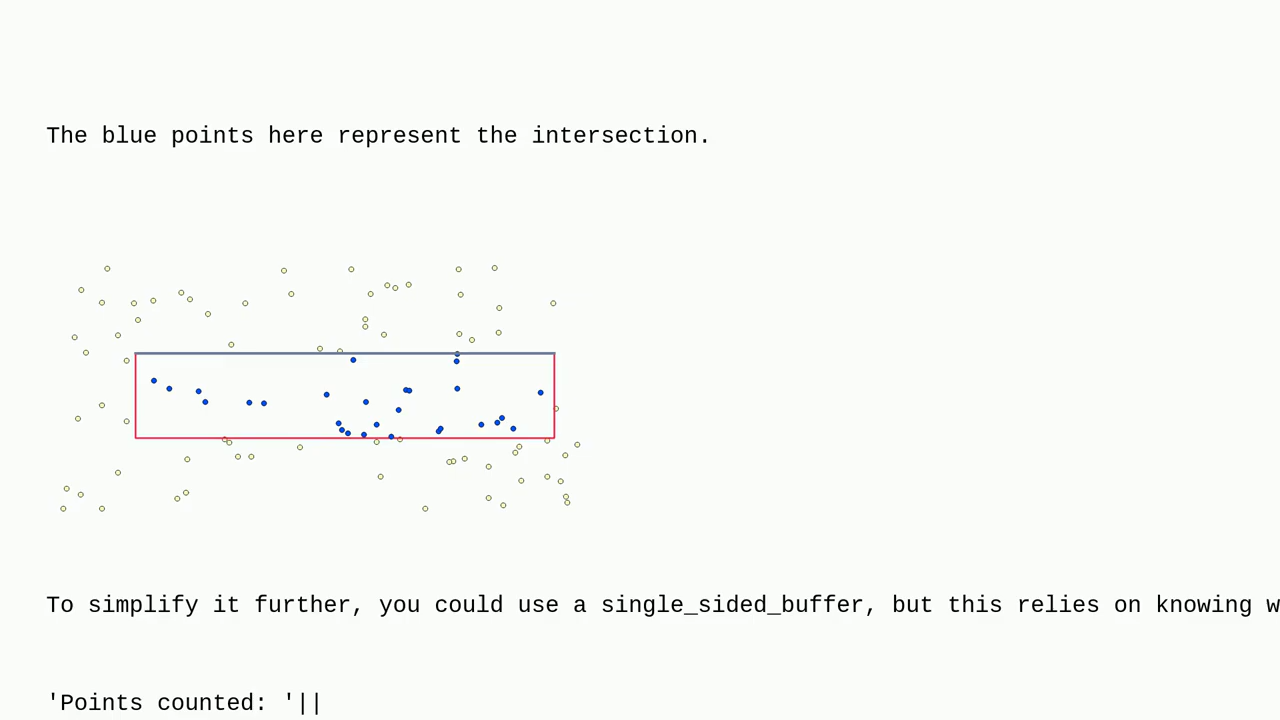 The blue points here represent the intersection.
To simplify it further, you could use a single_sided_buffer, but this relies on knowing
'Points counted: '||